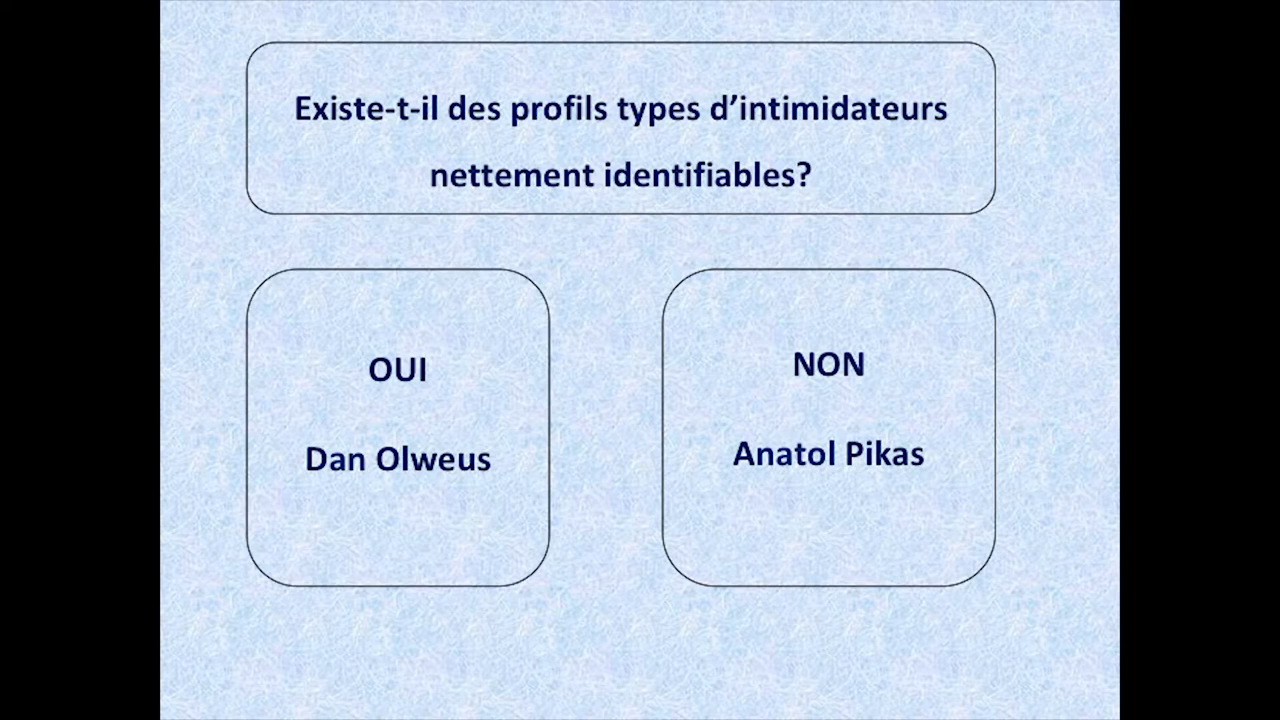 Existe-t-il des profils types d’intimidateurs
nettement identifiables?
OUI
Dan Olweus
NON
Anatol Pikas